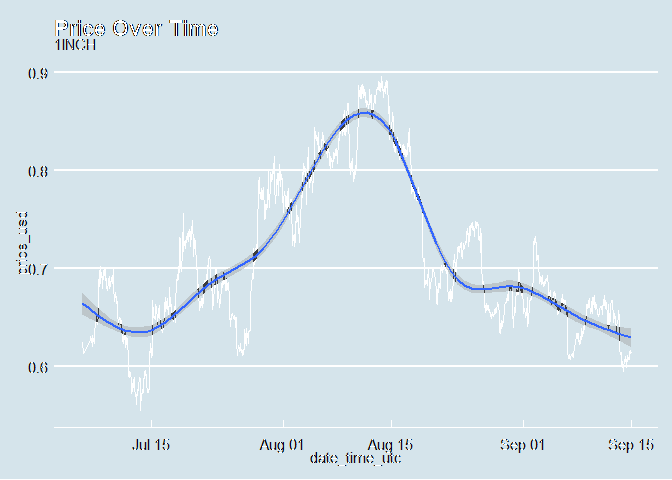 Price Over Time
1INCH
0.9
0.8
price_usd
0.7
0.6
Jul 15 Aug 01 Aug 15 Sep 01 Sep 15
date_time_utc